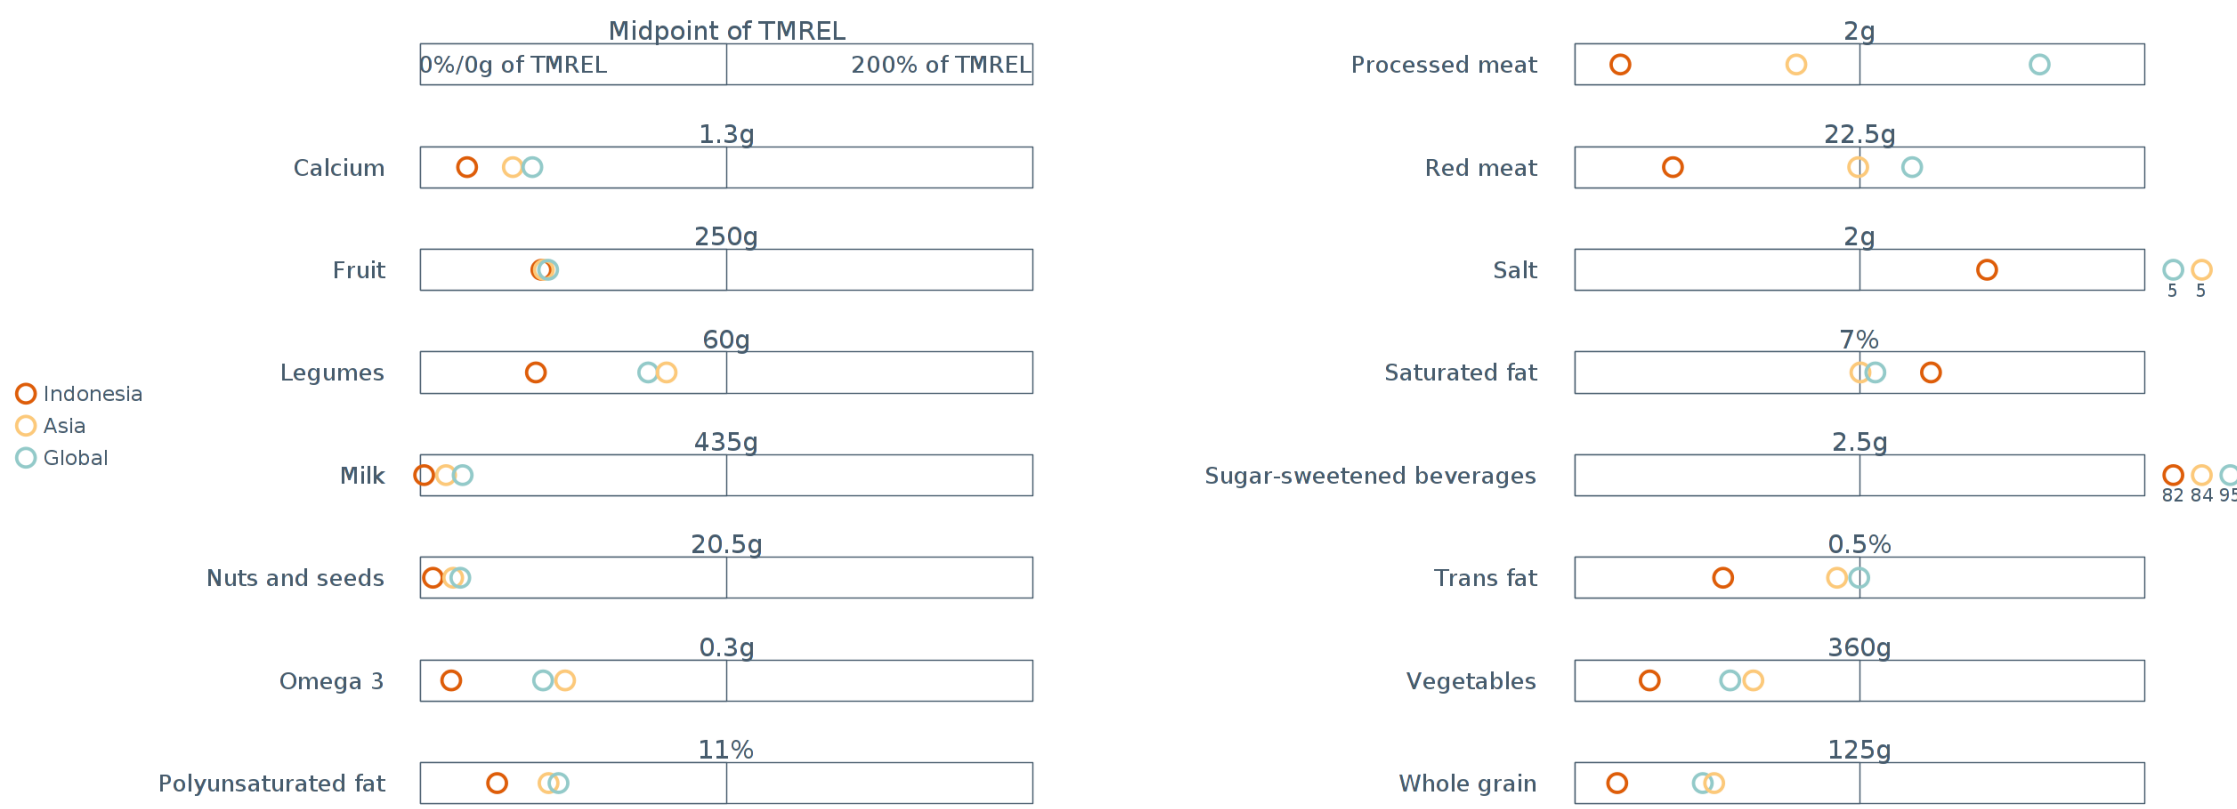 Midpoint of TMREL
0%/0g of TMREL 200% of TMREL
Calcium 1.3g
Fruit 250g
Legumes 60g
Milk 435g
Nuts and seeds 20.5g
Omega 3 0.3g
Polyunsaturated fat 11%
Indonesia
Asia
Global
Processed meat 2g
Red meat 22.5g
Salt 2g
5 5
Saturated fat 7%
Sugar-sweetened beverages 2.5g
82 84 95
Trans fat 0.5%
Vegetables 360g
Whole grain 125g